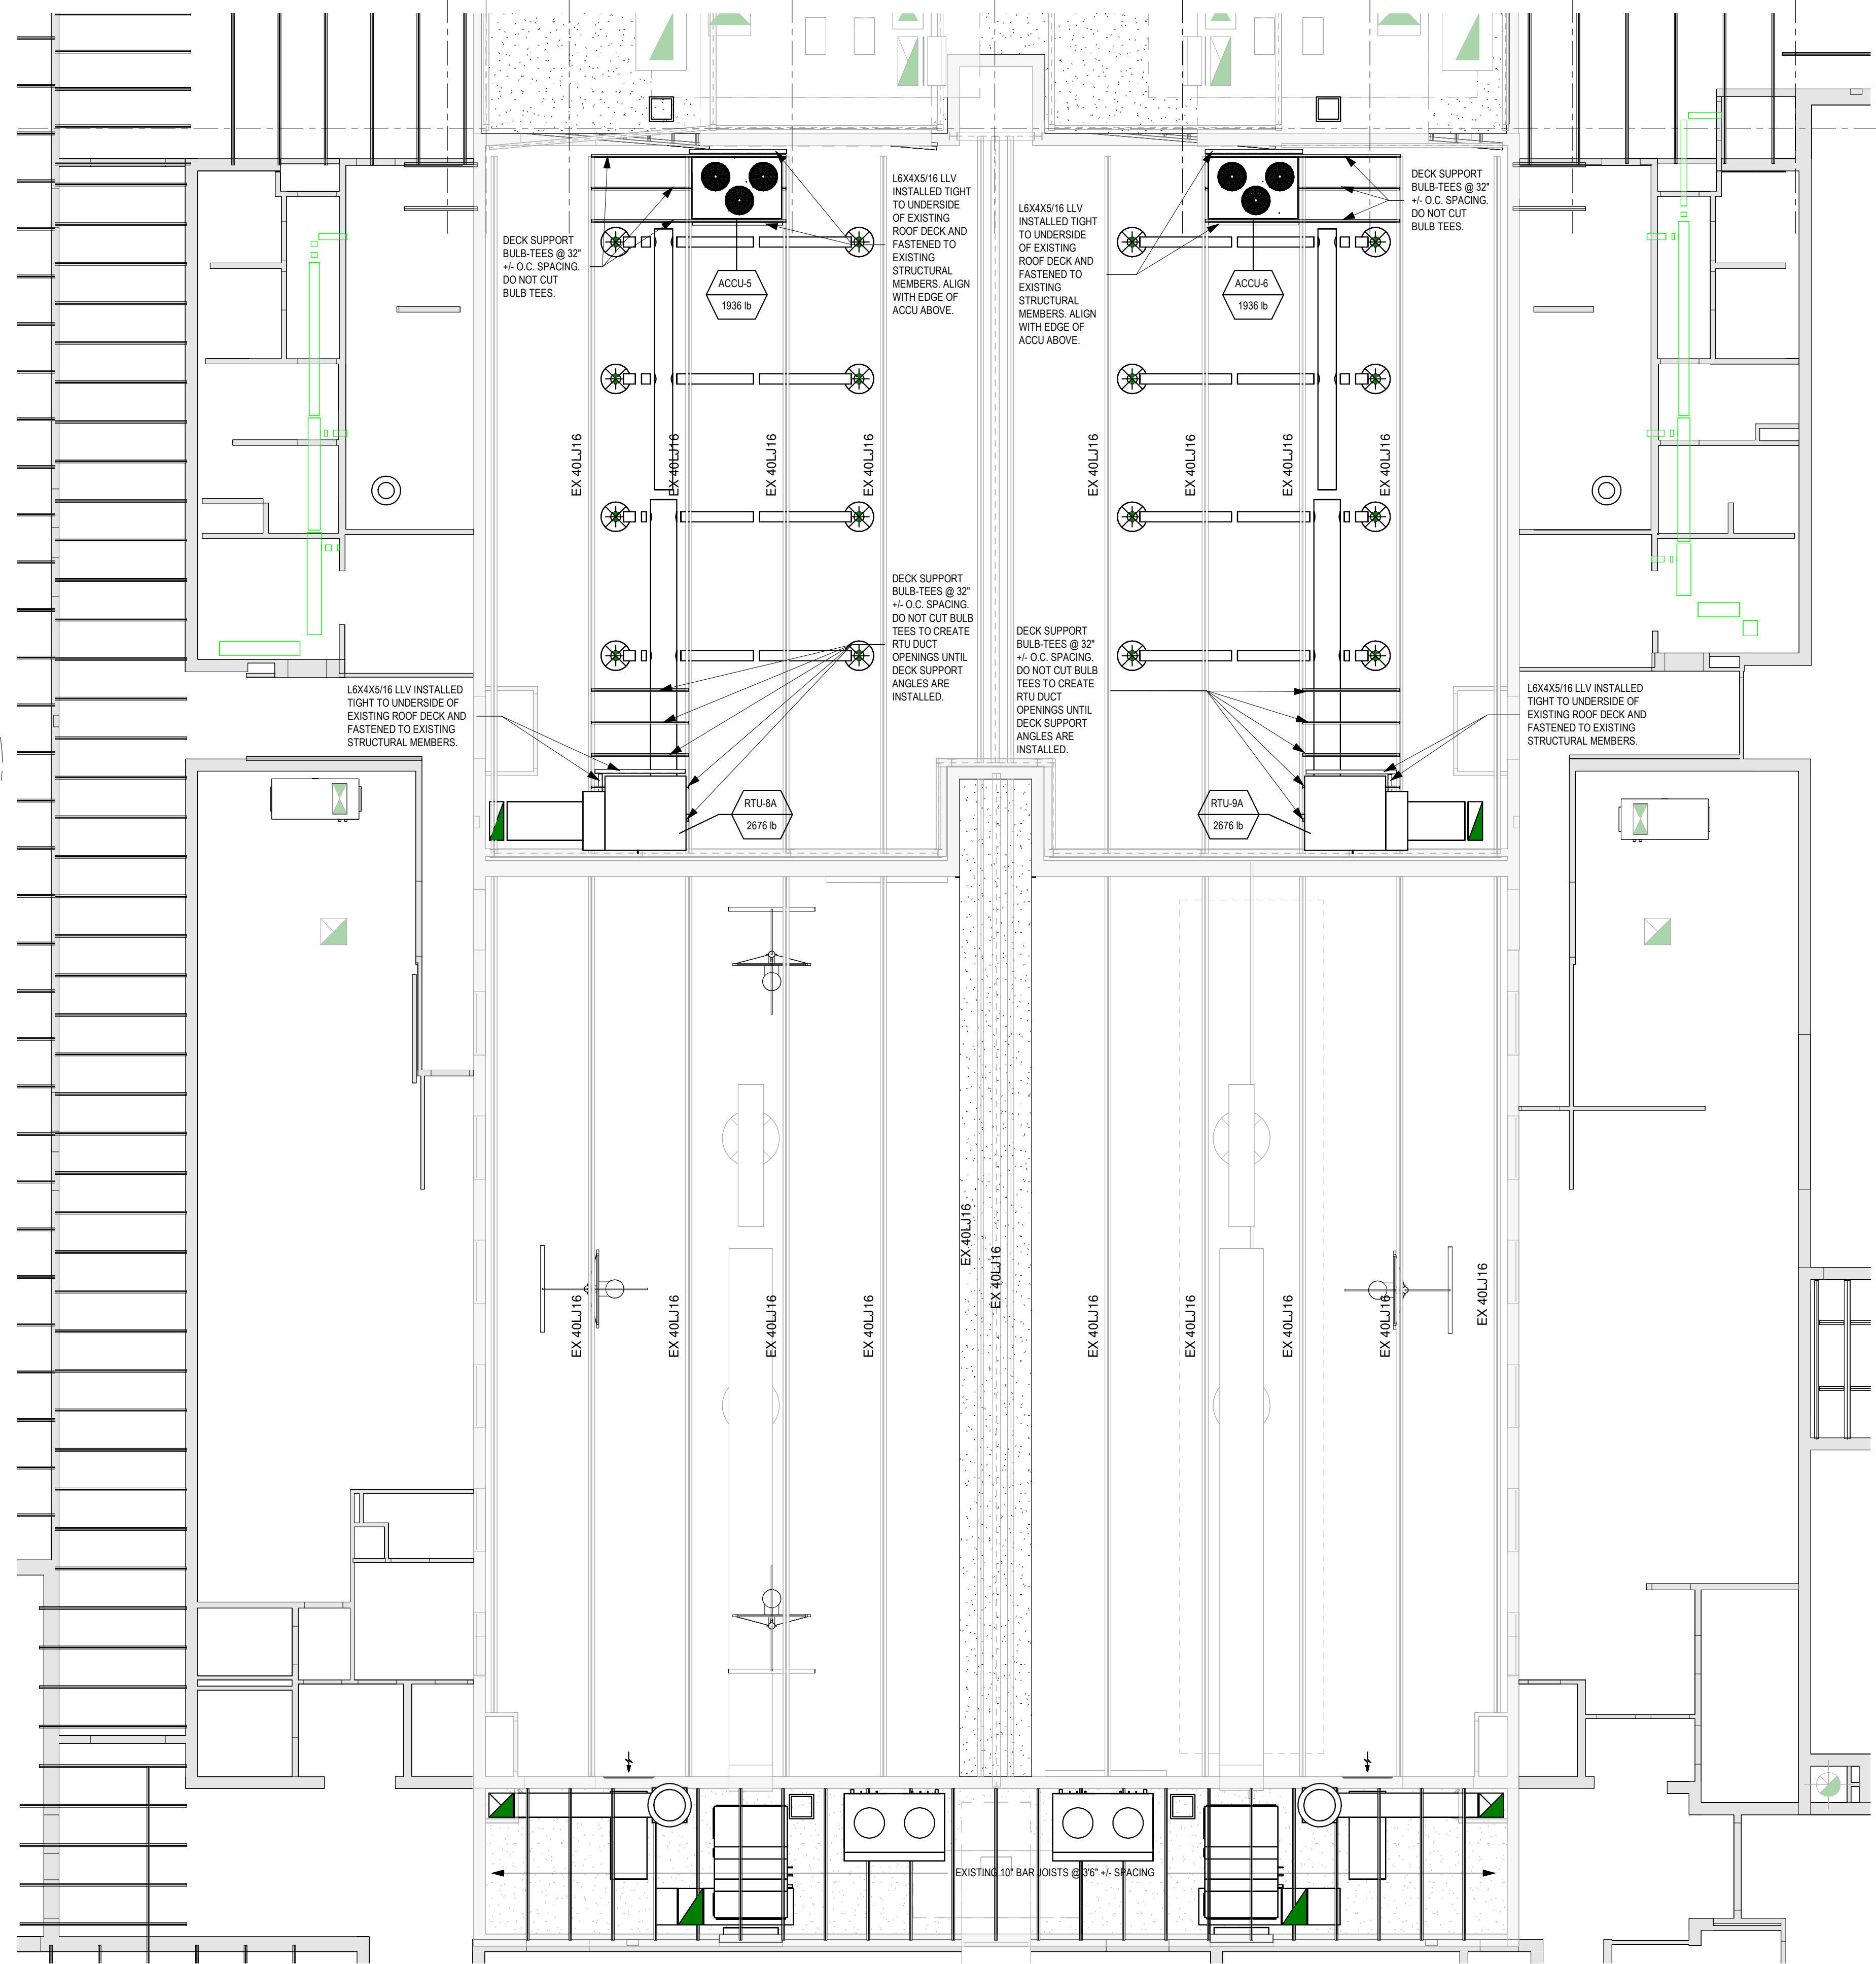 DECK SUPPORT
BULB-TEES @ 32"
+/- O.C. SPACING.
DO NOT CUT
BULB TEES.
ACCU-5
1936 lb
L6X4X5/16 LLV
INSTALLED TIGHT
TO UNDERSIDE
OF EXISTING
ROOF DECK AND
FASTENED TO
EXISTING
STRUCTURAL
MEMBERS. ALIGN
WITH EDGE OF
ACCU ABOVE.
L6X4X5/16 LLV
INSTALLED TIGHT
TO UNDERSIDE
OF EXISTING
ROOF DECK AND
FASTENED TO
EXISTING
STRUCTURAL
MEMBERS. ALIGN
WITH EDGE OF
ACCU ABOVE.
ACCU-6
1936 lb
DECK SUPPORT
BULB-TEES @ 32"
+/- O.C. SPACING.
DO NOT CUT
BULB TEES.
EX 40LJ16
EX 40LJ16
EX 40LJ16
EX 40LJ16
EX 40LJ16
EX 40LJ16
EX 40LJ16
EX 40LJ16
L6X4X5/16 LLV INSTALLED
TIGHT TO UNDERSIDE OF
EXISTING ROOF DECK AND
FASTENED TO EXISTING
STRUCTURAL MEMBERS.
DECK SUPPORT
BULB-TEES @ 32"
+/- O.C. SPACING.
DO NOT CUT BULB
TEES TO CREATE
RTU DUCT
OPENINGS UNTIL
DECK SUPPORT
ANGLES ARE
INSTALLED.
DECK SUPPORT
BULB-TEES @ 32"
+/- O.C. SPACING.
DO NOT CUT BULB
TEES TO CREATE
RTU DUCT
OPENINGS UNTIL
DECK SUPPORT
ANGLES ARE
INSTALLED.
L6X4X5/16 LLV INSTALLED
TIGHT TO UNDERSIDE OF
EXISTING ROOF DECK AND
FASTENED TO EXISTING
STRUCTURAL MEMBERS.
RTU-8A
2676 lb
RTU-9A
2676 lb
EX 40LJ16
EX 40LJ16
EX 40LJ16
EX 40LJ16
EX 40LJ16
EX 40LJ16
EX 40LJ16
EX 40LJ16
EX 40LJ16
EX 40LJ16
EX 40LJ16
EXISTING 10" BAR JOISTS @ 3'6" +/- SPACING